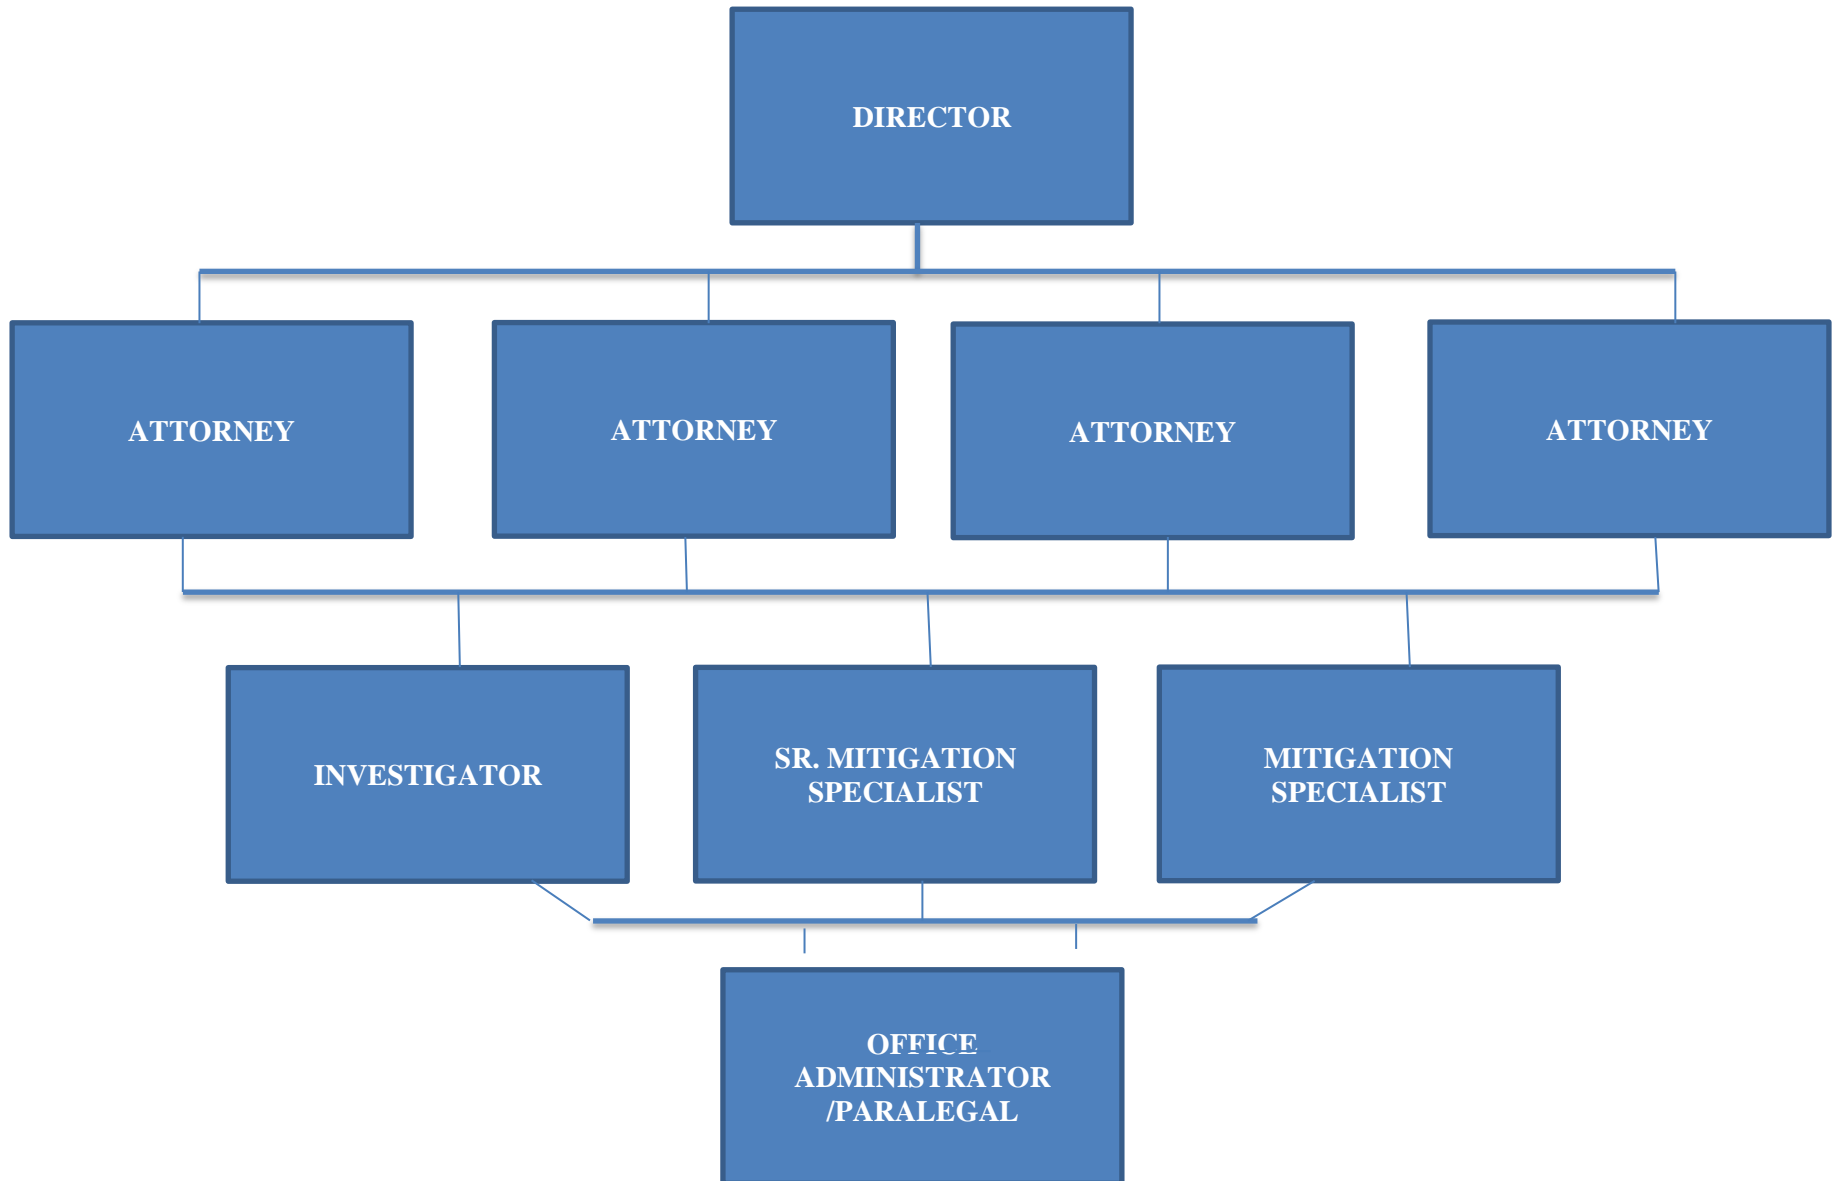 DIRECTOR
ATTORNEY
ATTORNEY
ATTORNEY
ATTORNEY
INVESTIGATOR
SR. MITIGATION
SPECIALIST
MITIGATION
SPECIALIST
OFFICE
ADMINISTRATOR
/PARALEGAL